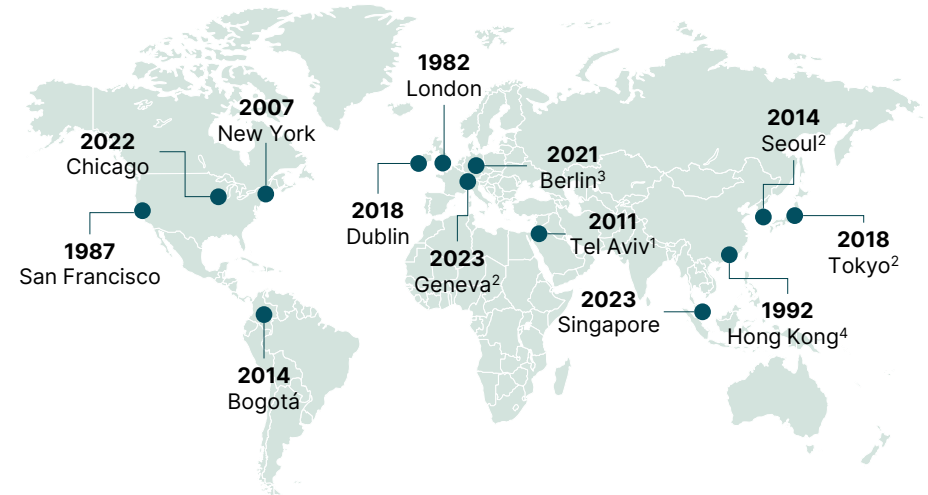 1982
London
2007
New York
2014
Seoul²
2022
Chicago
2021
Berlin³
2018
Dublin
2011
Tel Aviv¹
2018
Tokyo²
1987
San Francisco
2023
Geneva²
2023
Singapore
1992
Hong Kong⁴
2014
Bogotá